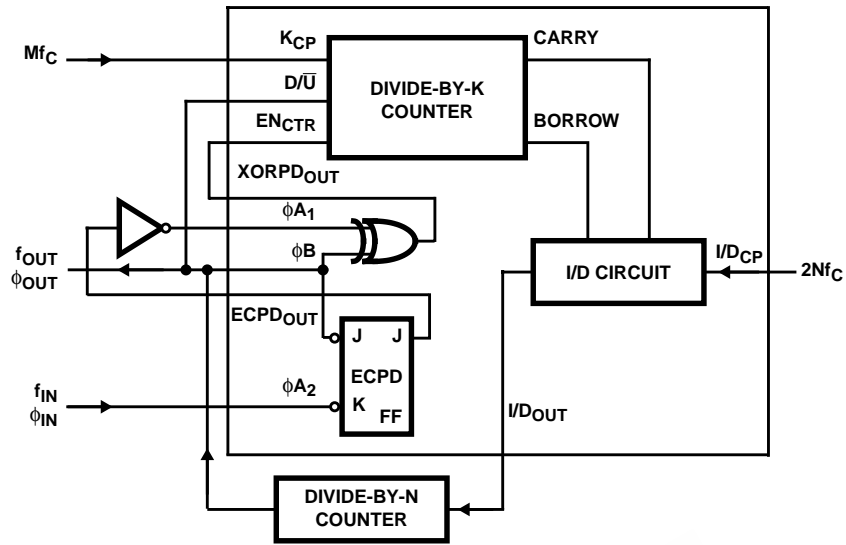 K_CP
CARRY
Mf_C
D/U̅
DIVIDE-BY-K
COUNTER
EN_CTR
BORROW
XORPD_OUT
ϕA_1
f_OUT
ϕ_OUT
ϕB
I/D CIRCUIT
I/D_CP
2Nf_C
ECPD_OUT
J J
ECPD
f_IN
ϕ_IN
ϕA_2
K
FF
I/D_OUT
DIVIDE-BY-N
COUNTER